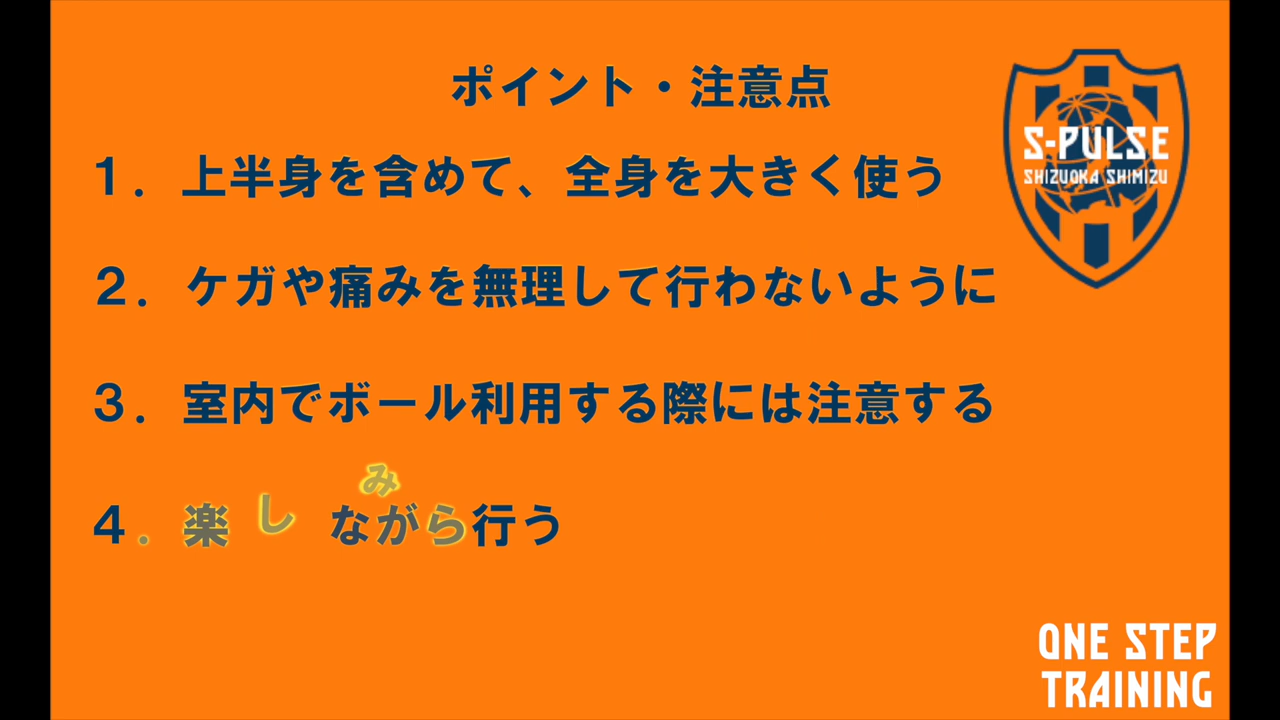 ポイント・注意点
１．上半身を含めて、全身を大きく使う
２．ケガや痛みを無理して行わないように
３．室内でボール利用する際には注意する
４．楽しみながら行う
S-PULSE
SHIZUOKA SHIMIZU
ONE STEP
TRAINING